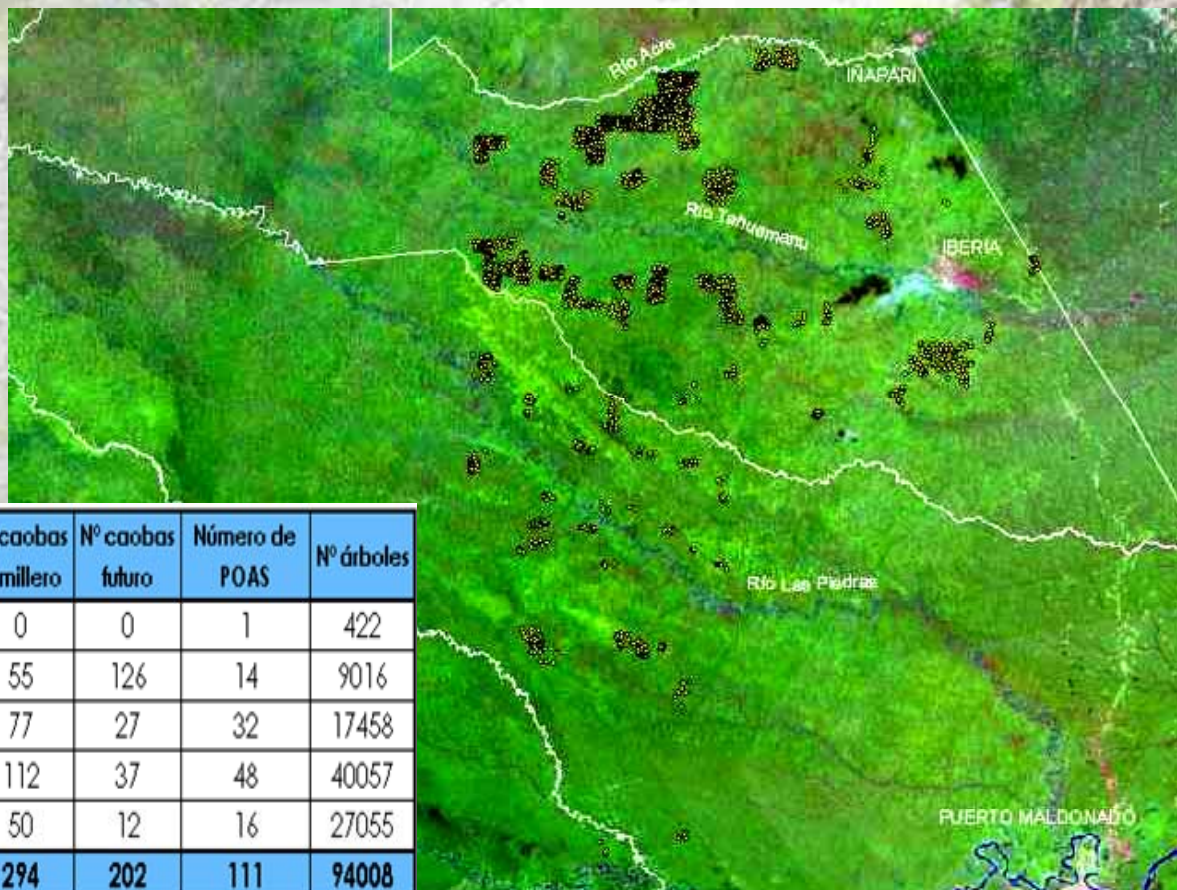 Río Acre
IÑAPARI
Río Tahuamanu
IBERIA
Río Las Piedras
PUERTO MALDONADO
caobas Nº caobas Número de Nº árboles
millero futuro POAS
0 0 1 422
55 126 14 9016
77 27 32 17458
112 37 48 40057
50 12 16 27055
294 202 111 94008